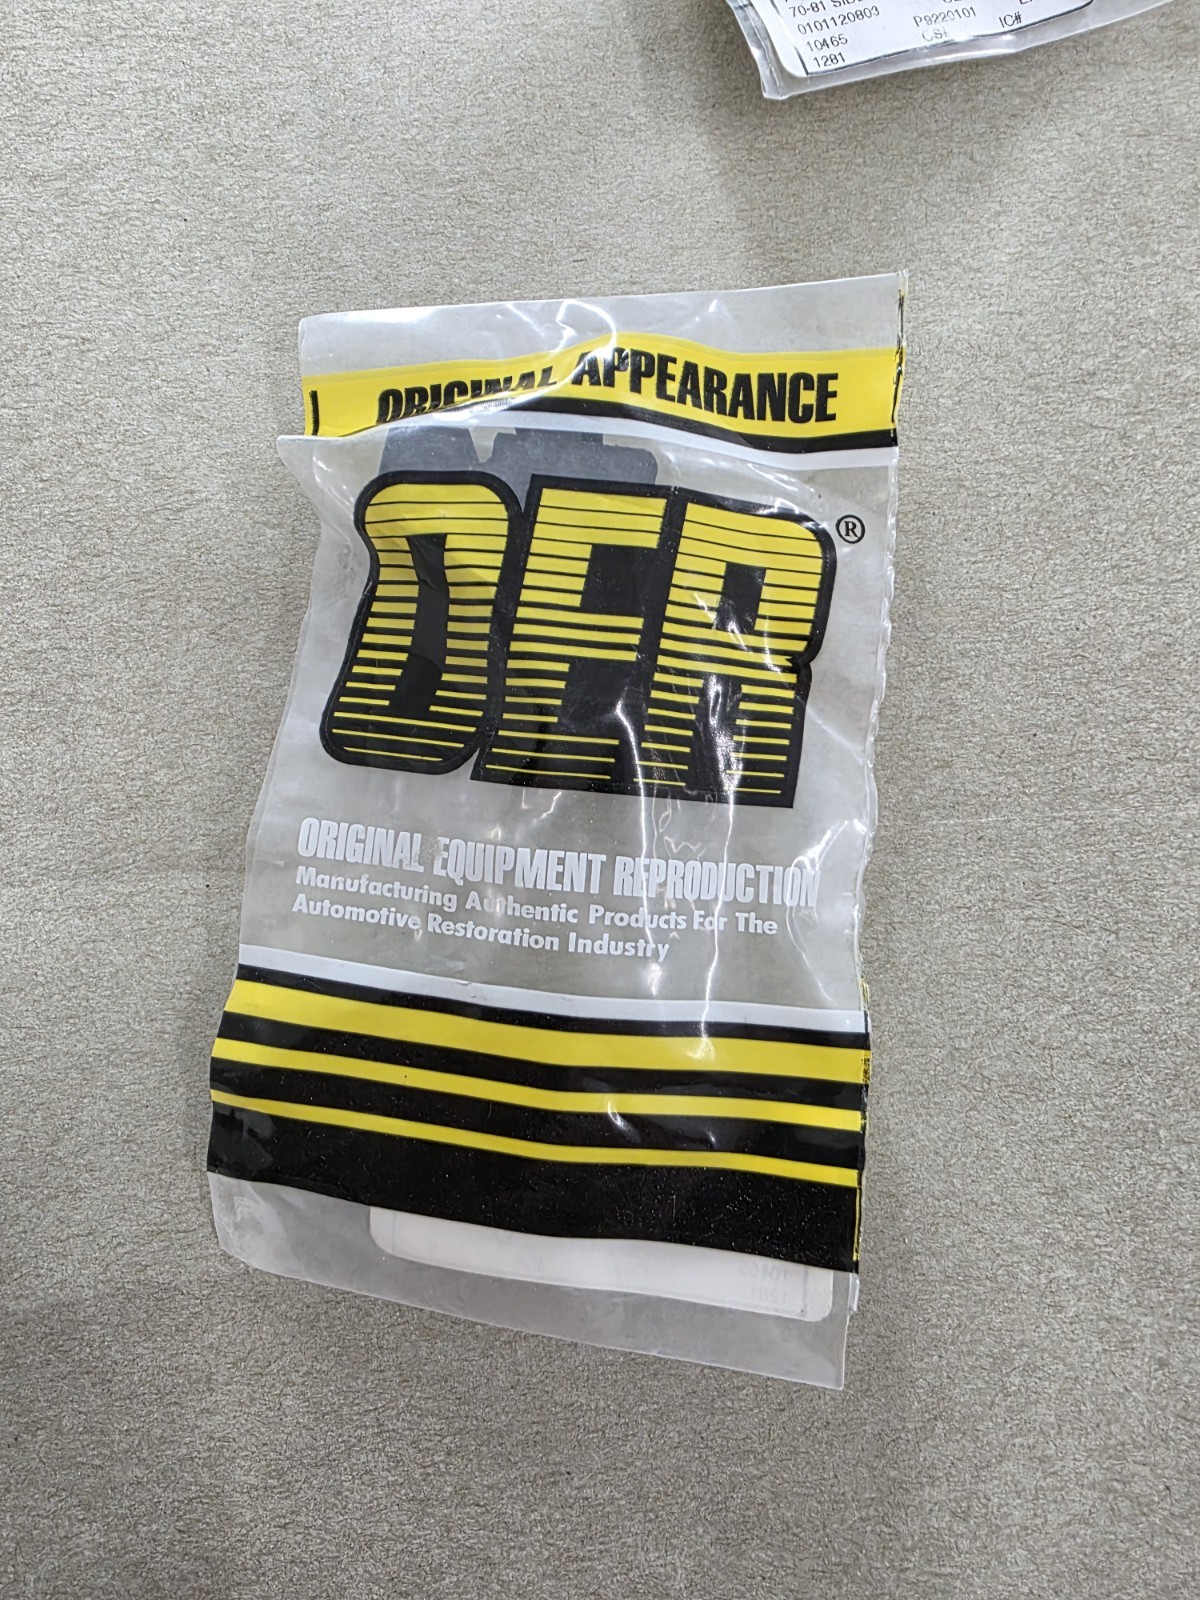 70-81
0101120803 P9220101 IC#
10465 CS#
1281
ORIGINAL APPEARANCE
OER®
ORIGINAL EQUIPMENT REPRODUCTION
Manufacturing Authentic Products For The
Automotive Restoration Industry